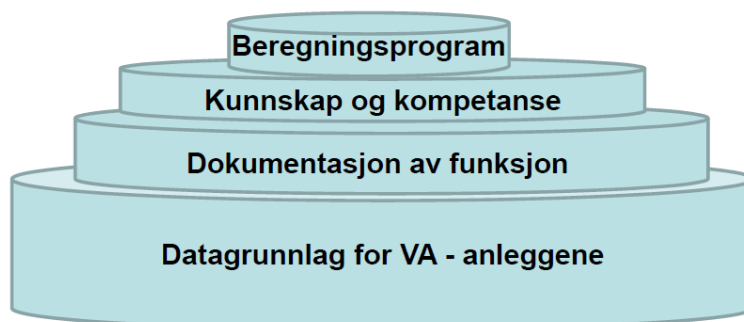 Beregningsprogram
Kunnskap og kompetanse
Dokumentasjon av funksjon
Datagrunnlag for VA - anleggene